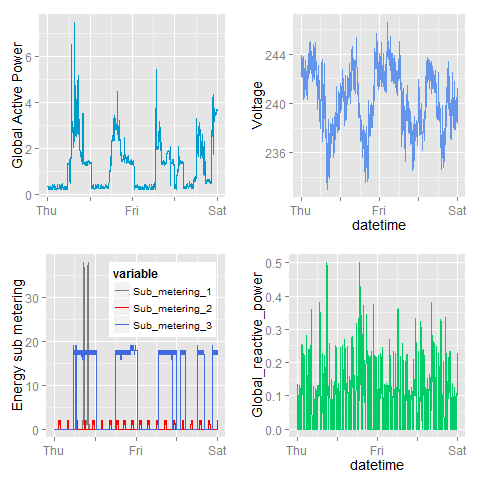 Global Active Power
6
4
2
0
Thu Fri Sat
Voltage
244
240
236
Thu Fri Sat
datetime
Energy sub metering
30
20
10
0
variable
Sub_metering_1
Sub_metering_2
Sub_metering_3
Thu Fri Sat
Global_reactive_power
0.5
0.4
0.3
0.2
0.1
0.0
Thu Fri Sat
datetime